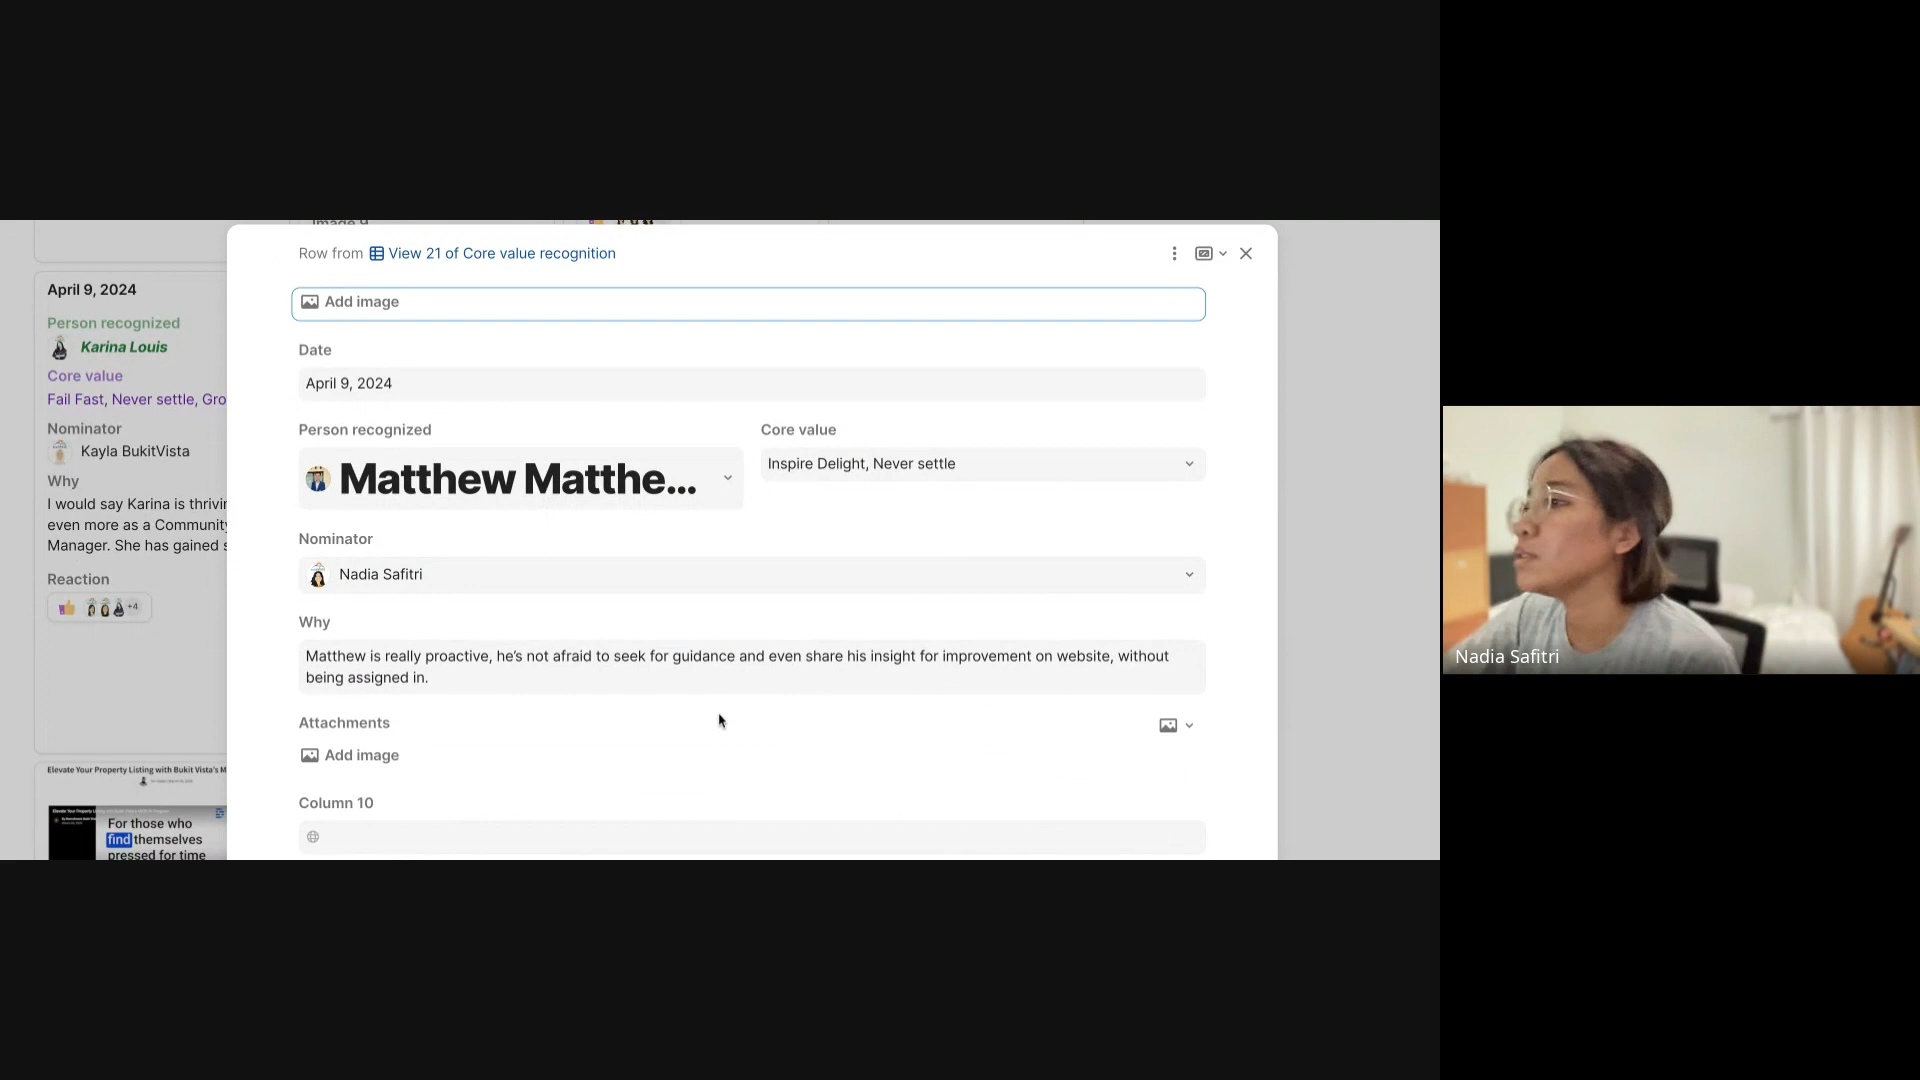 Row from View 21 of Core value recognition
Add image
Date
April 9, 2024
Person recognized
Matthew Matthe...
Core value
Inspire Delight, Never settle
Nominator
Nadia Safitri
Why
Matthew is really proactive, he's not afraid to seek for guidance and even share his insight for improvement on website, without
being assigned in.
Attachments
Add image
Column 10
April 9, 2024
Person recognized
Karina Louis
Core value
Fail Fast, Never settle, Gro
Nominator
Kayla BukitVista
Why
I would say Karina is thrivin
even more as a Community
Manager. She has gained s
Reaction
+4
Elevate Your Property Listing with Bukit Vista's M
For those who
find themselves
pressed for time
Nadia Safitri